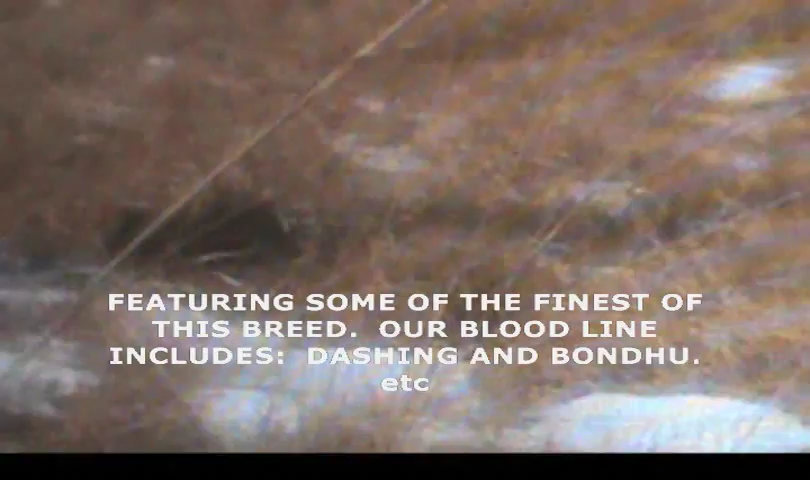 FEATURING SOME OF THE FINEST OF
THIS BREED.  OUR BLOOD LINE
INCLUDES:  DASHING AND BONDHU.
etc